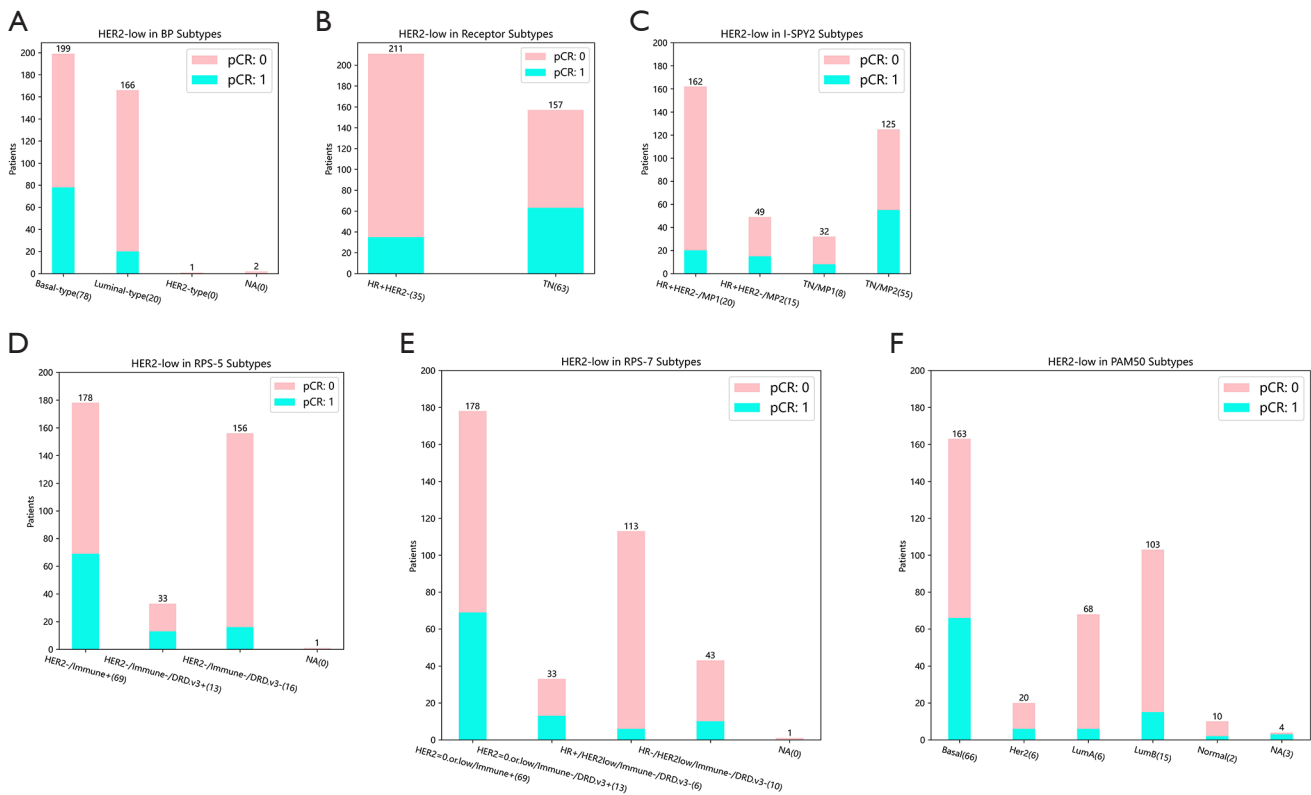 A
HER2-low in BP Subtypes
Patients
200
180
160
140
120
100
80
60
40
20
0
199
166
1
2
pCR: 0
pCR: 1
Basal-type(78)
Luminal-type(20)
HER2-type(0)
NA(0)
B
HER2-low in Receptor Subtypes
Patients
200
180
160
140
120
100
80
60
40
20
0
211
157
pCR: 0
pCR: 1
HR+HER2-(35)
TN(63)
C
HER2-low in I-SPY2 Subtypes
Patients
200
180
160
140
120
100
80
60
40
20
0
162
49
32
125
pCR: 0
pCR: 1
HR+HER2-/MP1(20)
HR+HER2-/MP2(15)
TN/MP1(8)
TN/MP2(55)
D
HER2-low in RPS-5 Subtypes
Patients
200
180
160
140
120
100
80
60
40
20
0
178
33
156
1
pCR: 0
pCR: 1
HER2-/Immune+(69)
HER2-/Immune-/DRD.v3+(13)
HER2-/Immune-/DRD.v3-(16)
NA(0)
E
HER2-low in RPS-7 Subtypes
Patients
200
180
160
140
120
100
80
60
40
20
0
178
33
113
43
1
pCR: 0
pCR: 1
HER2=0.or.low/Immune+(69)
HER2=0.or.low/Immune-/DRD.v3+(13)
HR+/HER2low/Immune-/DRD.v3-(6)
HR-/HER2low/Immune-/DRD.v3-(10)
NA(0)
F
HER2-low in PAM50 Subtypes
Patients
200
180
160
140
120
100
80
60
40
20
0
163
20
68
103
10
4
pCR: 0
pCR: 1
Basal(66)
Her2(6)
LumA(6)
LumB(15)
Normal(2)
NA(3)